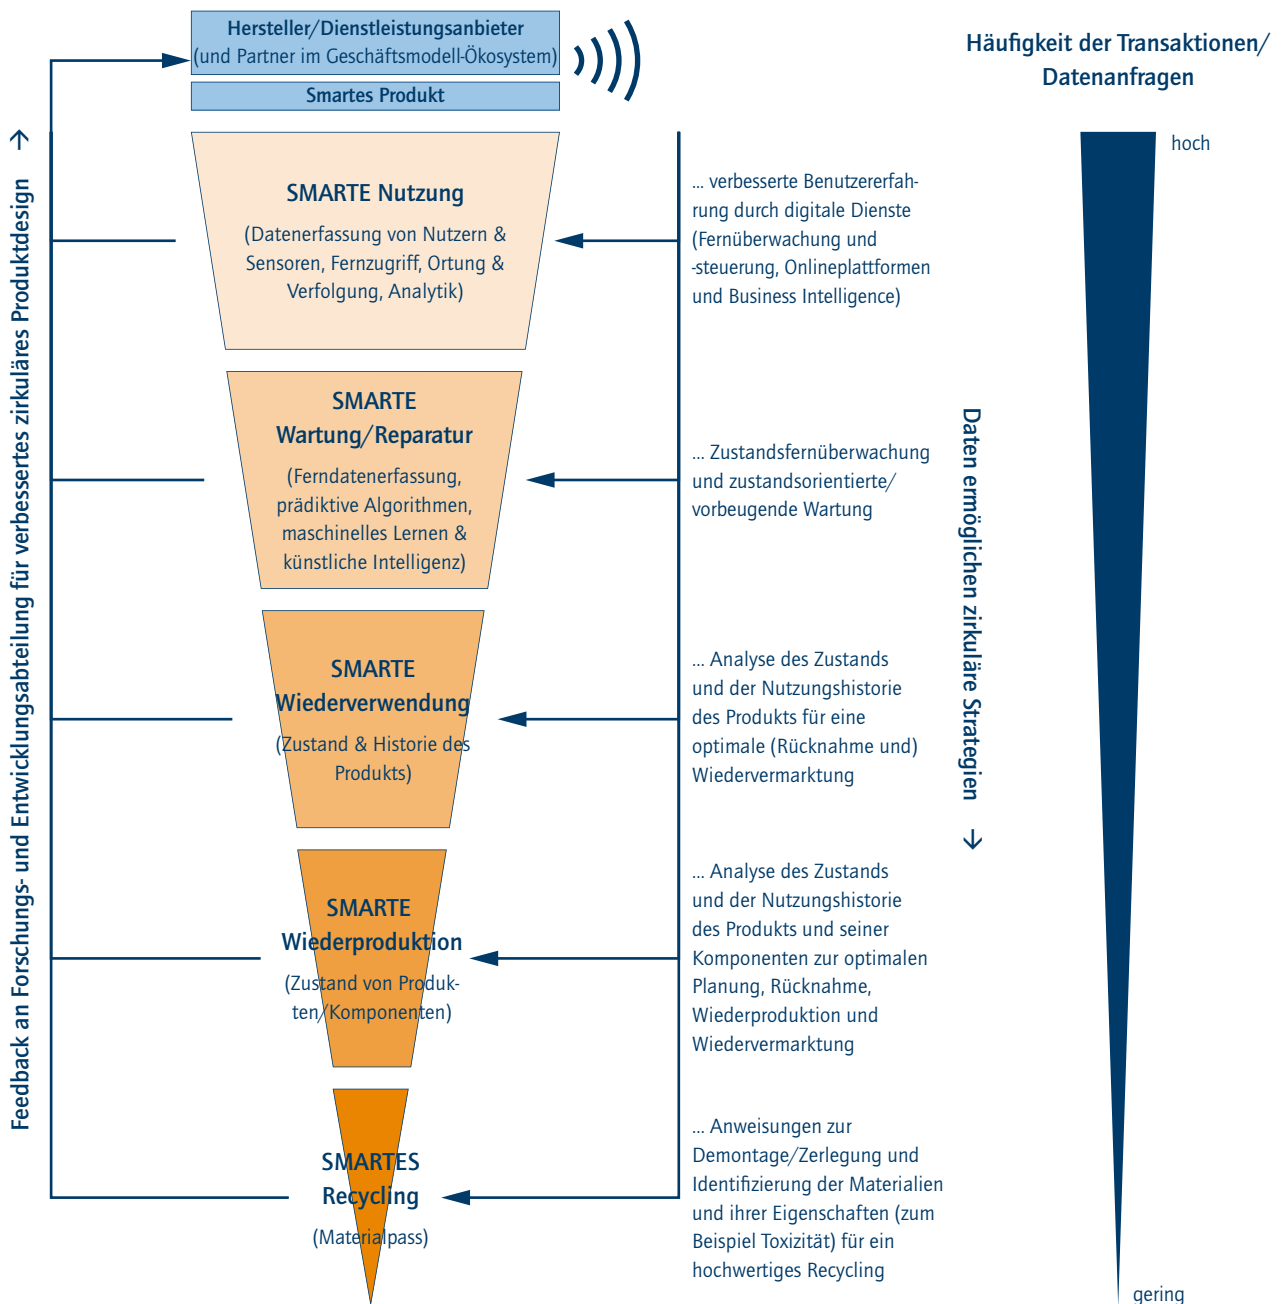 Hersteller/Dienstleistungsanbieter
(und Partner im Geschäftsmodell-Ökosystem)
Smartes Produkt
Häufigkeit der Transaktionen/
Datenanfragen
hoch
Feedback an Forschungs- und Entwicklungsabteilung für verbessertes zirkuläres Produktdesign →
SMARTE Nutzung
(Datenerfassung von Nutzern &
Sensoren, Fernzugriff, Ortung &
Verfolgung, Analytik)
... verbesserte Benutzererfah-
rung durch digitale Dienste
(Fernüberwachung und
-steuerung, Onlineplattformen
und Business Intelligence)
SMARTE
Wartung/Reparatur
(Ferndatenerfassung,
prädiktive Algorithmen,
maschinelles Lernen &
künstliche Intelligenz)
... Zustandsfernüberwachung
und zustandsorientierte/
vorbeugende Wartung
Daten ermöglichen zirkuläre Strategien →
SMARTE
Wiederverwendung
(Zustand & Historie des
Produkts)
... Analyse des Zustands
und der Nutzungshistorie
des Produkts für eine
optimale (Rücknahme und)
Wiedervermarktung
SMARTE
Wiederproduktion
(Zustand von Produk-
ten/Komponenten)
... Analyse des Zustands
und der Nutzungshistorie
des Produkts und seiner
Komponenten zur optimalen
Planung, Rücknahme,
Wiederproduktion und
Wiedervermarktung
SMARTES
Recycling
(Materialpass)
... Anweisungen zur
Demontage/Zerlegung und
Identifizierung der Materialien
und ihrer Eigenschaften (zum
Beispiel Toxizität) für ein
hochwertiges Recycling
gering